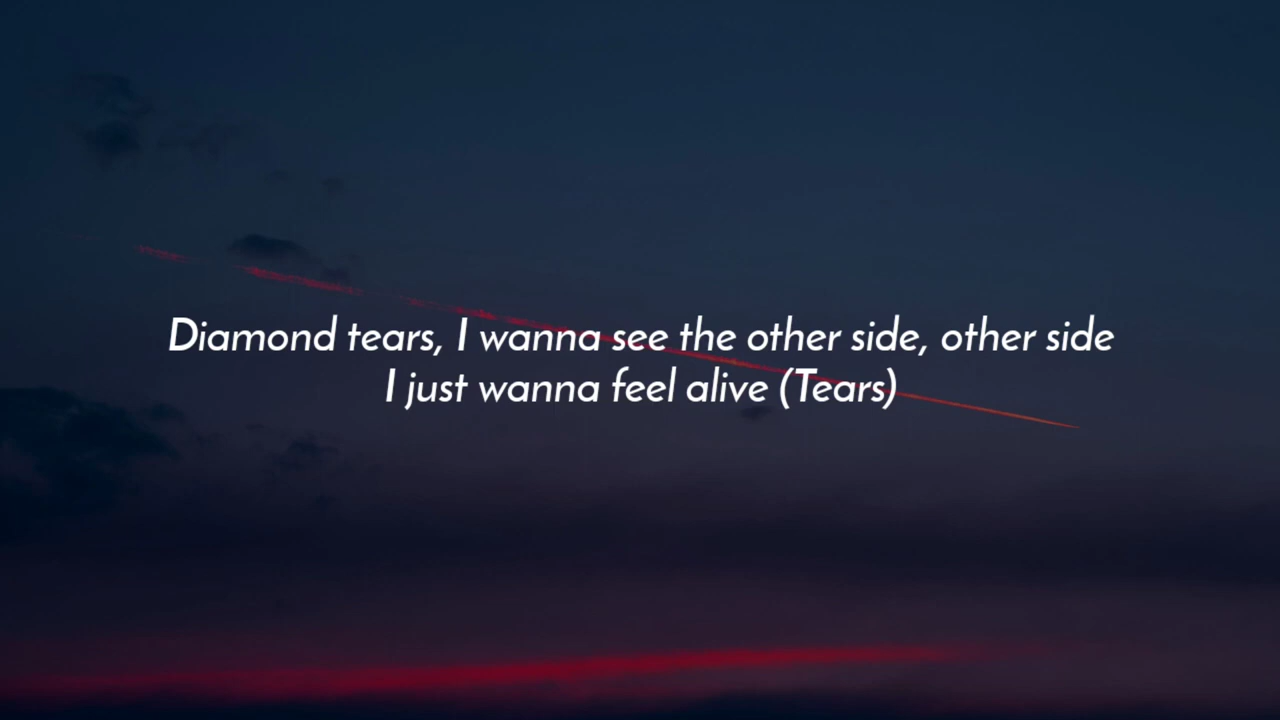 Diamond tears, I wanna see the other side, other side
I just wanna feel alive (Tears)